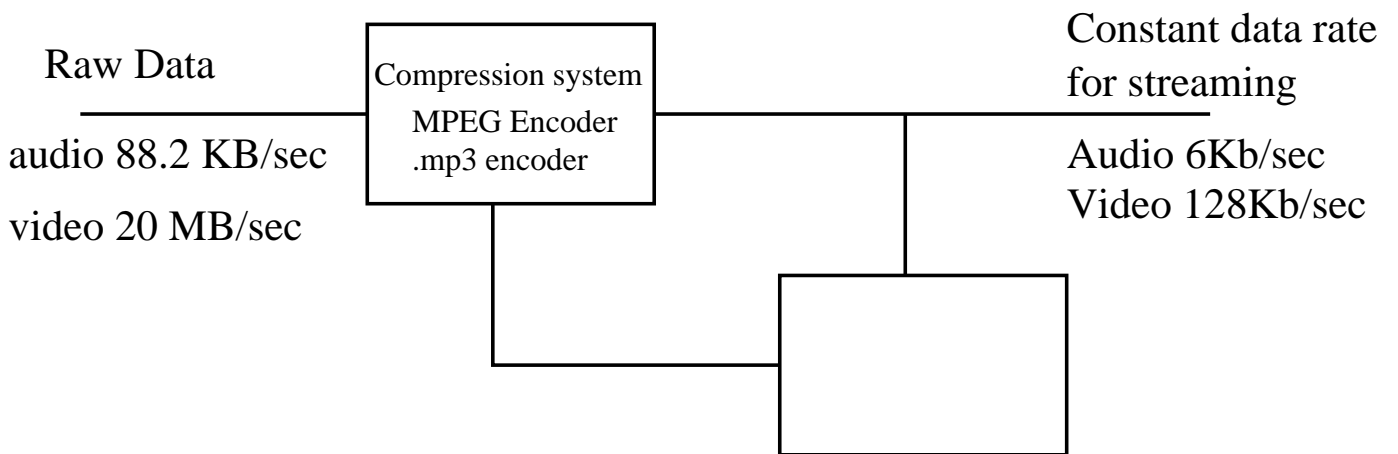 Raw Data
audio 88.2 KB/sec
video 20 MB/sec
Compression system
MPEG Encoder
.mp3 encoder
Constant data rate
for streaming
Audio 6Kb/sec
Video 128Kb/sec